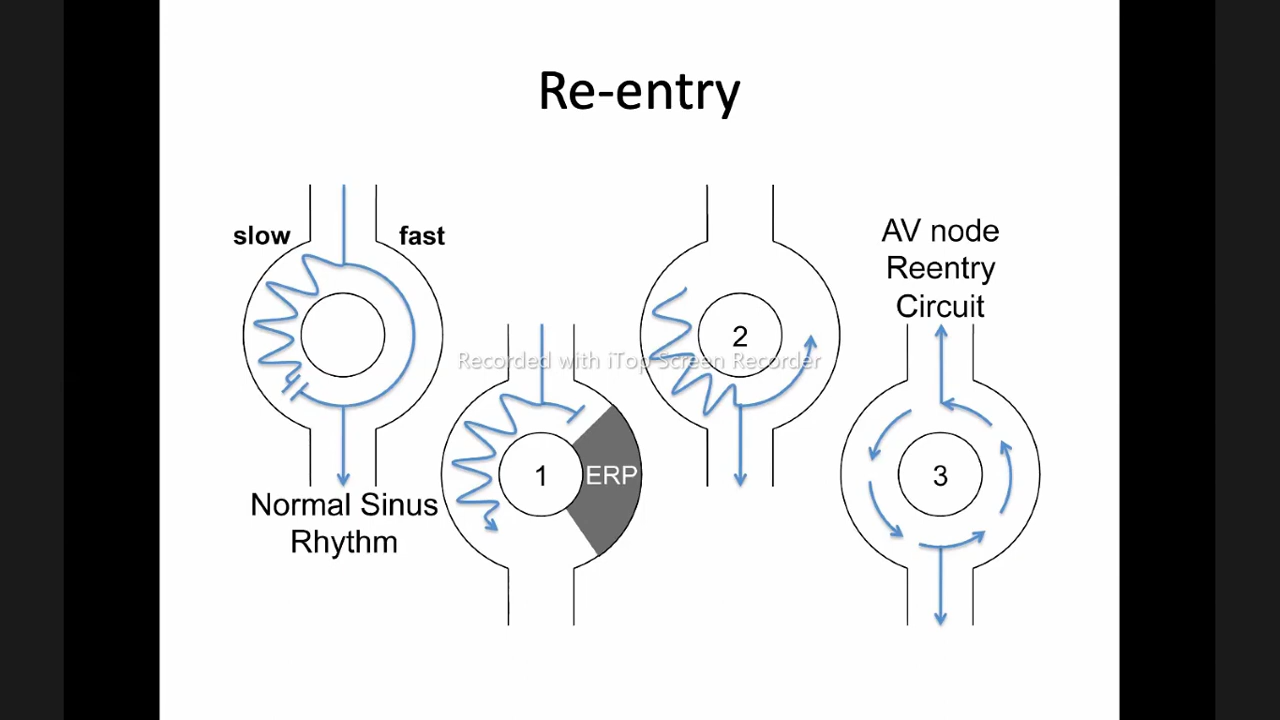 Re-entry
slow
fast
Normal Sinus
Rhythm
1
ERP
2
AV node
Reentry
Circuit
3
Recorded with iTop Screen Recorder